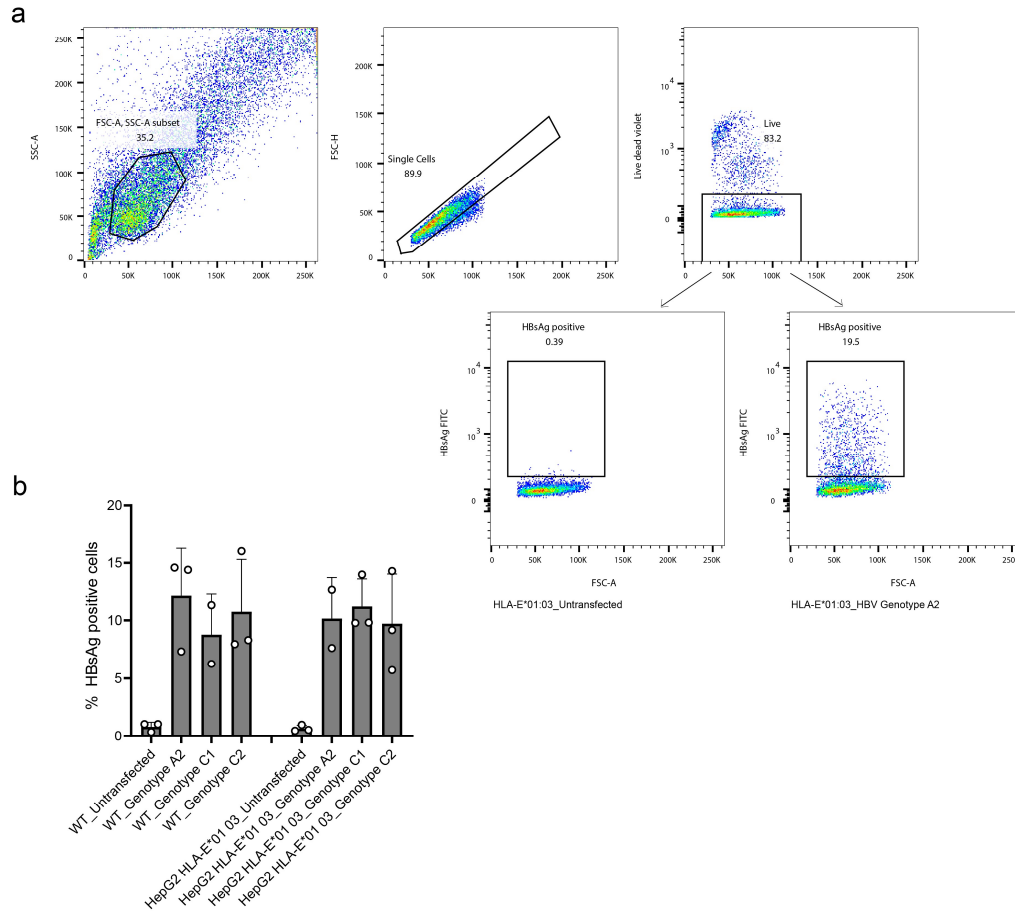 a
250K
200K
150K
100K
50K
0
SSC-A
FSC-A, SSC-A subset
35.2
0
50K
100K
150K
200K
250K
200K
150K
100K
50K
0
FSC-H
Single Cells
89.9
0
50K
100K
150K
200K
250K
10^4
10^3
0
Live dead violet
Live
83.2
0
50K
100K
150K
200K
250K
HBsAg positive
0.39
10^4
10^3
0
HBsAg FITC
0
50K
100K
150K
200K
250K
FSC-A
HLA-E*01:03_Untransfected
HBsAg positive
19.5
10^4
10^3
0
HBsAg FITC
0
50K
100K
150K
200K
250K
FSC-A
HLA-E*01:03_HBV Genotype A2
b
20
15
10
5
0
% HBsAg positive cells
WT_Untransfected
WT_Genotype A2
WT_Genotype C1
WT_Genotype C2
HepG2 HLA-E*01 03_Untransfected
HepG2 HLA-E*01 03_Genotype A2
HepG2 HLA-E*01 03_Genotype C1
HepG2 HLA-E*01 03_Genotype C2